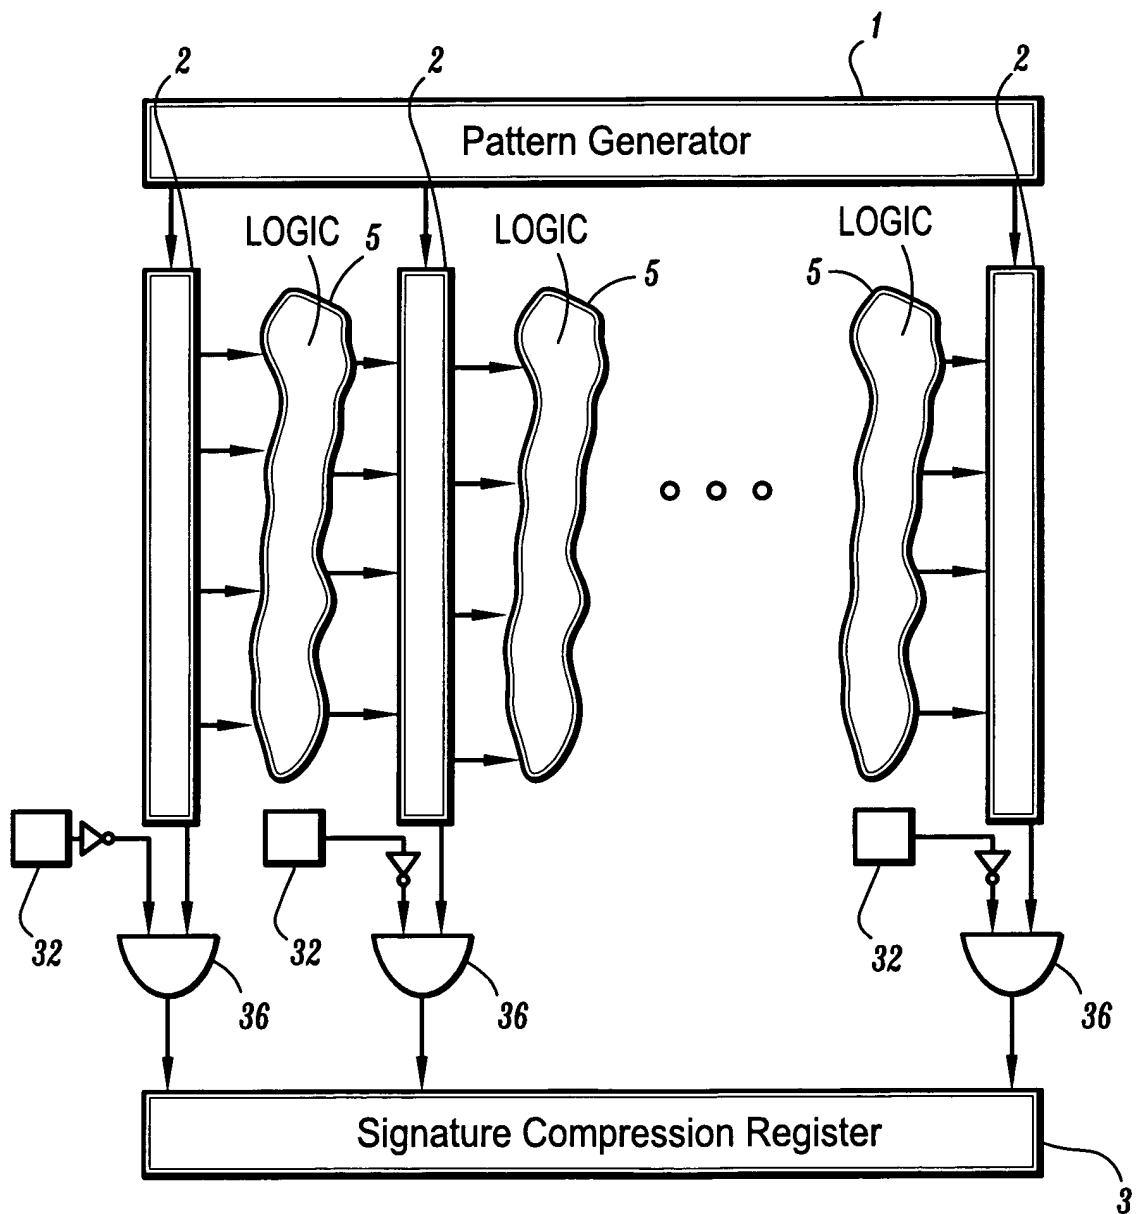 1
2 2 2
Pattern Generator
LOGIC LOGIC LOGIC
5 5 5
32 32 32
36 36 36
Signature Compression Register
3